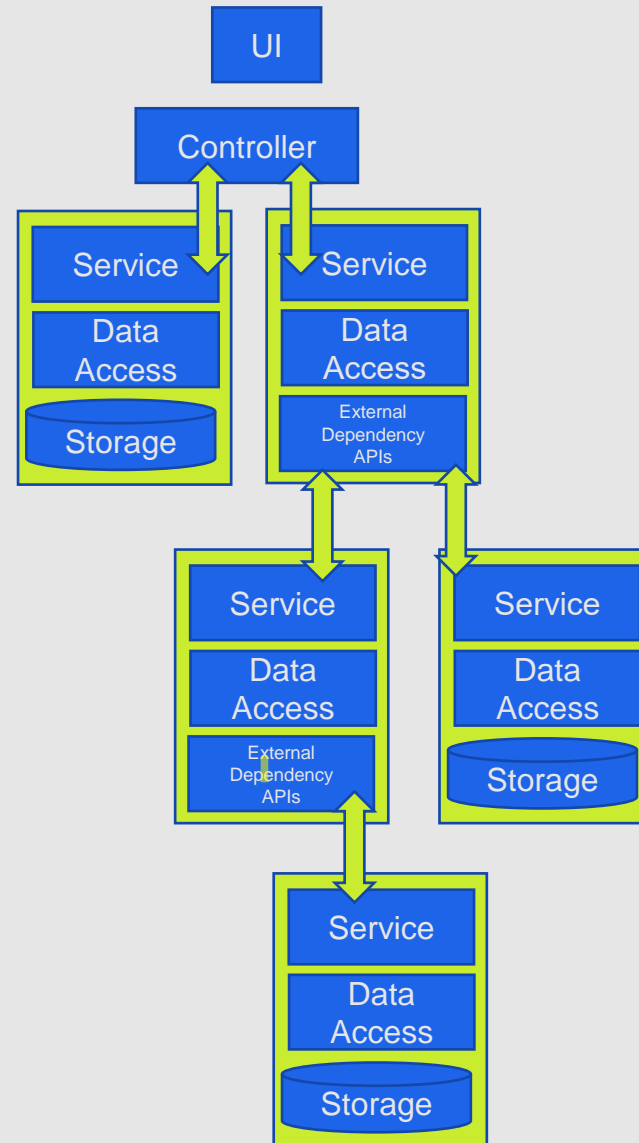 UI
Controller
Service
Data
Access
Storage
Service
Data
Access
External
Dependency
APIs
Service
Data
Access
External
Dependency
APIs
Service
Data
Access
Storage
Service
Data
Access
Storage